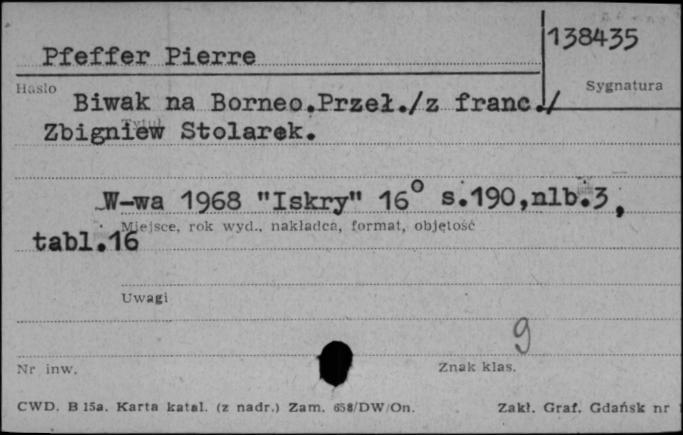 138435
Pfeffer Pierre
Hasło
Sygnatura
Biwak na Borneo.Przeł./z franc./
Zbigniew Stolarek.
Tytuł
W-wa 1968 "Iskry" 16° s.190,nlb.3,
Miejsce, rok wyd., nakładca, format, objętość
tabl.16
Uwagi
9
Nr inw.
Znak klas.
CWD. B 15a. Karta katal. (z nadr.) Zam. 658/DW/On.
Zakł. Graf. Gdańsk nr